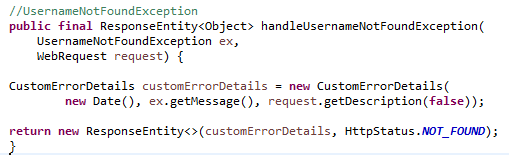 //UsernameNotFoundException
public final ResponseEntity<Object> handleUsernameNotFoundException(
UsernameNotFoundException ex,
WebRequest request) {
CustomErrorDetails customErrorDetails = new CustomErrorDetails(
new Date(), ex.getMessage(), request.getDescription(false));
return new ResponseEntity<>(customErrorDetails, HttpStatus.NOT_FOUND);
}